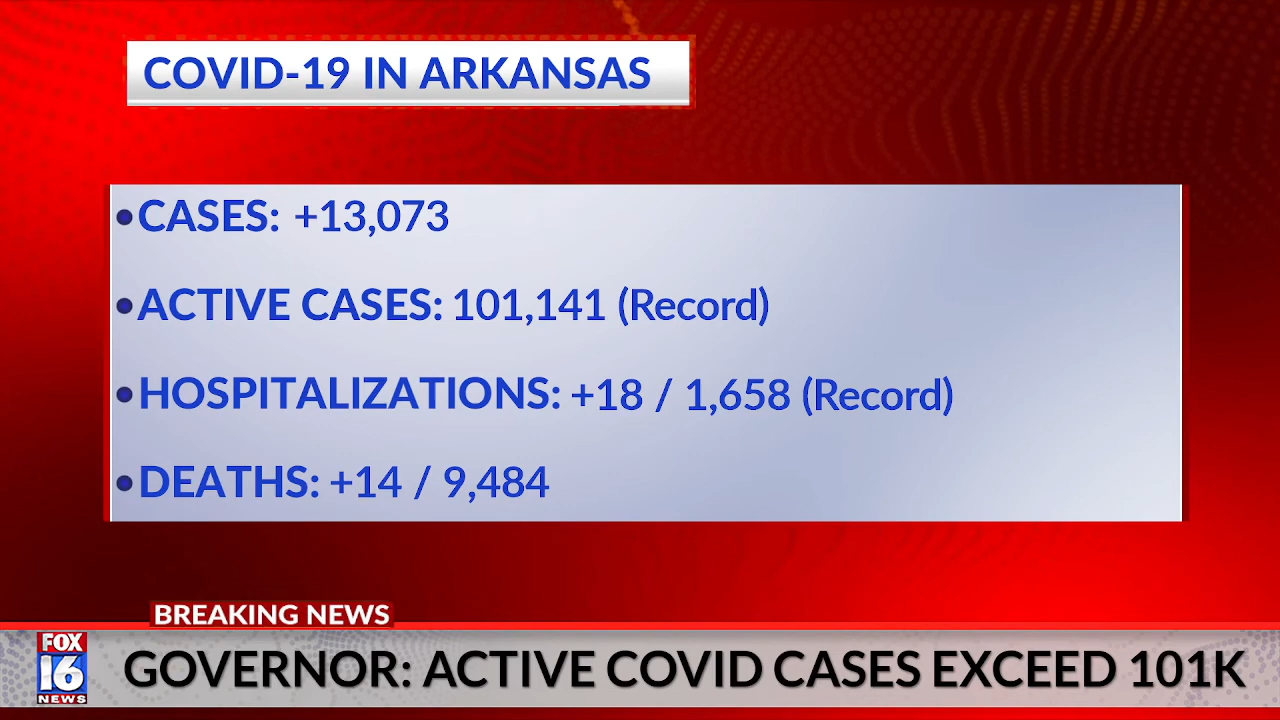 COVID-19 IN ARKANSAS
•CASES: +13,073
•ACTIVE CASES: 101,141 (Record)
•HOSPITALIZATIONS: +18 / 1,658 (Record)
•DEATHS: +14 / 9,484
BREAKING NEWS
FOX
16
NEWS
GOVERNOR: ACTIVE COVID CASES EXCEED 101K